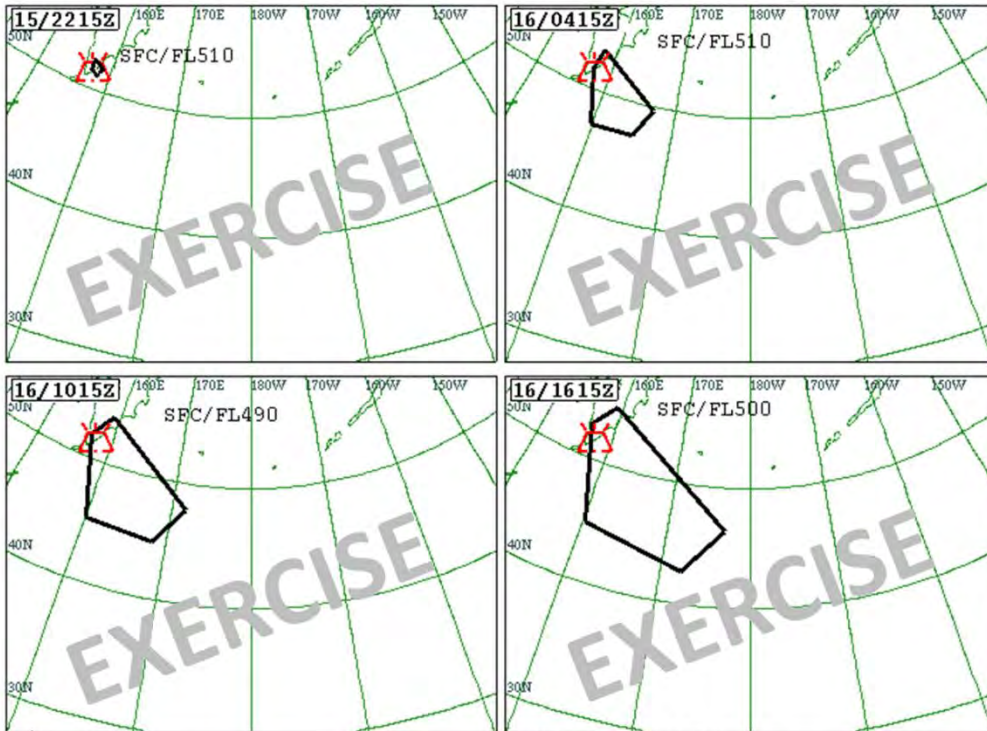 15/2215Z
160E 170E 180W 170W 160W 150W
50N
SFC/FL510
40N
30N
EXERCISE
16/0415Z
160E 170E 180W 170W 160W 150W
50N
SFC/FL510
40N
30N
EXERCISE
16/1015Z
160E 170E 180W 170W 160W 150W
50N
SFC/FL490
40N
30N
EXERCISE
16/1615Z
160E 170E 180W 170W 160W 150W
50N
SFC/FL500
40N
30N
EXERCISE